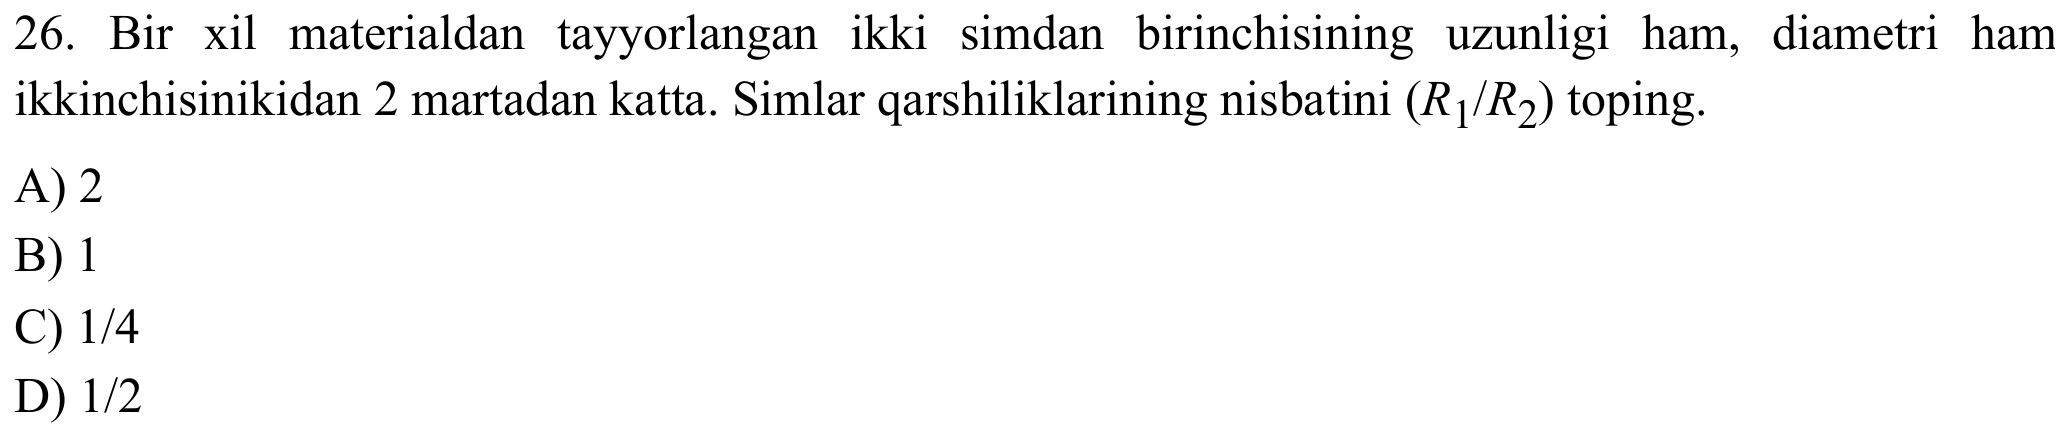 26. Bir xil materialdan tayyorlangan ikki simdan birinchisining uzunligi ham, diametri ham
ikkinchisinikidan 2 martadan katta. Simlar qarshiliklarining nisbatini (R₁/R₂) toping.
A) 2
B) 1
C) 1/4
D) 1/2